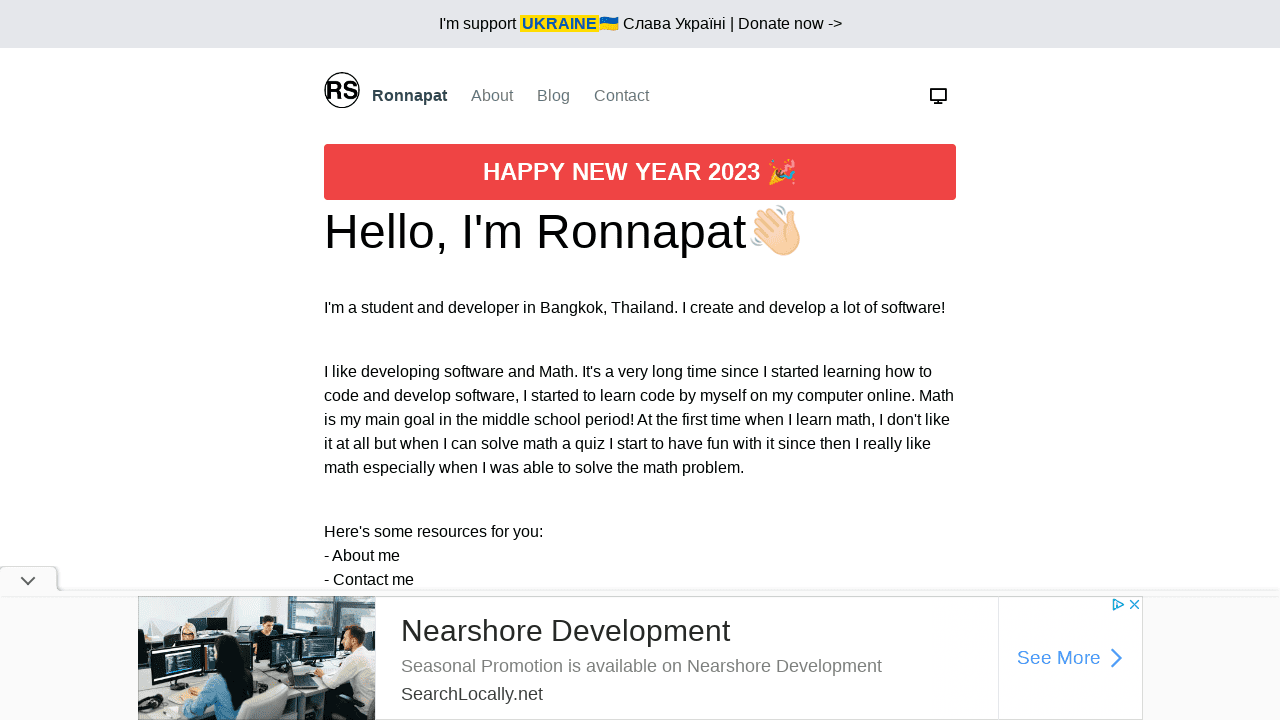 I'm support UKRAINE🇺🇦 Слава Україні | Donate now ->
RS Ronnapat About Blog Contact
HAPPY NEW YEAR 2023 🎉
Hello, I'm Ronnapat👋🏻
I'm a student and developer in Bangkok, Thailand. I create and develop a lot of software!
I like developing software and Math. It's a very long time since I started learning how to
code and develop software, I started to learn code by myself on my computer online. Math
is my main goal in the middle school period! At the first time when I learn math, I don't like
it at all but when I can solve math a quiz I start to have fun with it since then I really like
math especially when I was able to solve the math problem.
Here's some resources for you:
- About me
- Contact me
Nearshore Development
Seasonal Promotion is available on Nearshore Development
SearchLocally.net
See More